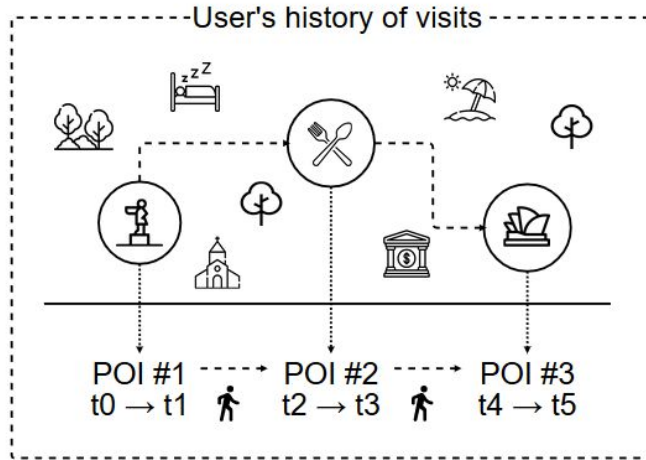 User's history of visits
z z Z
$
POI #1
t0 → t1
POI #2
t2 → t3
POI #3
t4 → t5